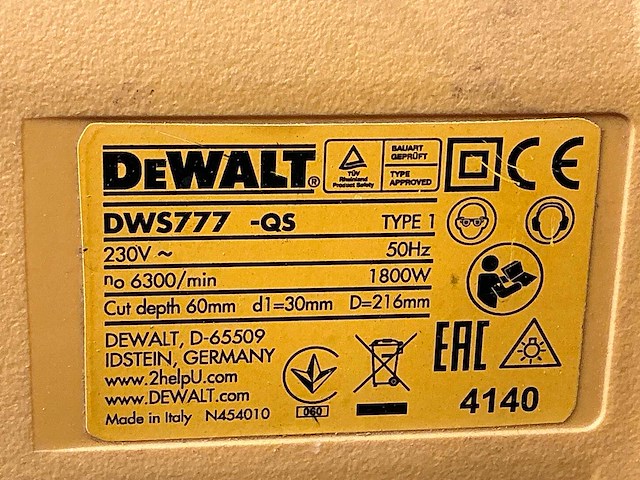 DEWALT®
TÜV
Rheinland
Product Safety
BAUART
GEPRÜFT
TYPE
APPROVED
CE
DWS777 -QS TYPE 1
230V ~ 50Hz
no 6300/min 1800W
Cut depth 60mm d1=30mm D=216mm
DEWALT, D-65509
IDSTEIN, GERMANY
www.2helpU.com
www.DEWALT.com
Made in Italy N454010
060
EAC
4140